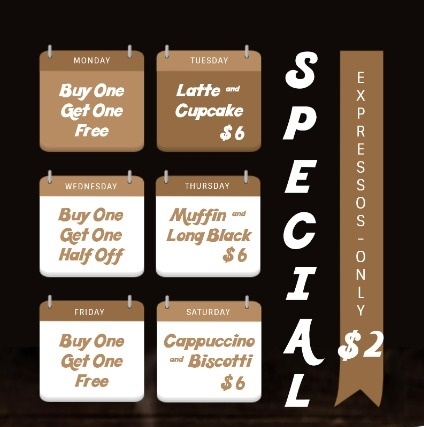 MONDAY
Buy One
Get One
Free
TUESDAY
Latte and
Cupcake
$6
WEDNESDAY
Buy One
Get One
Half Off
THURSDAY
Muffin and
Long Black
$6
FRIDAY
Buy One
Get One
Free
SATURDAY
Cappuccino
and Biscotti
$6
SPECIAL
EXPRESSOS-ONLY
$2